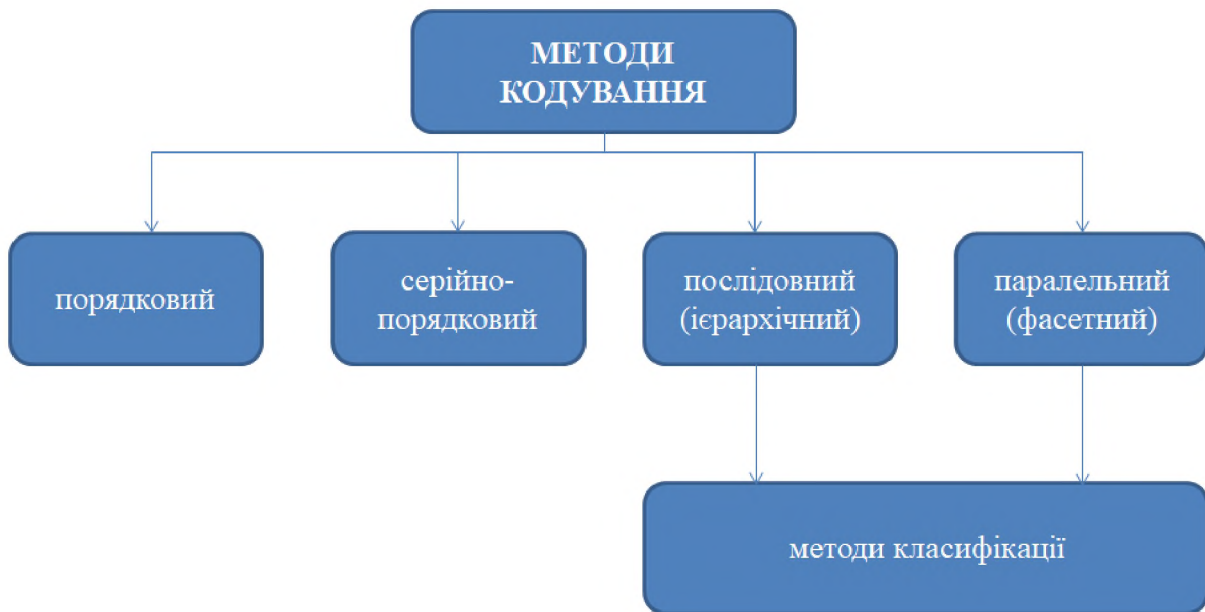 МЕТОДИ
КОДУВАННЯ
порядковий
серійно-
порядковий
послідовний
(ієрархічний)
паралельний
(фасетний)
методи класифікації